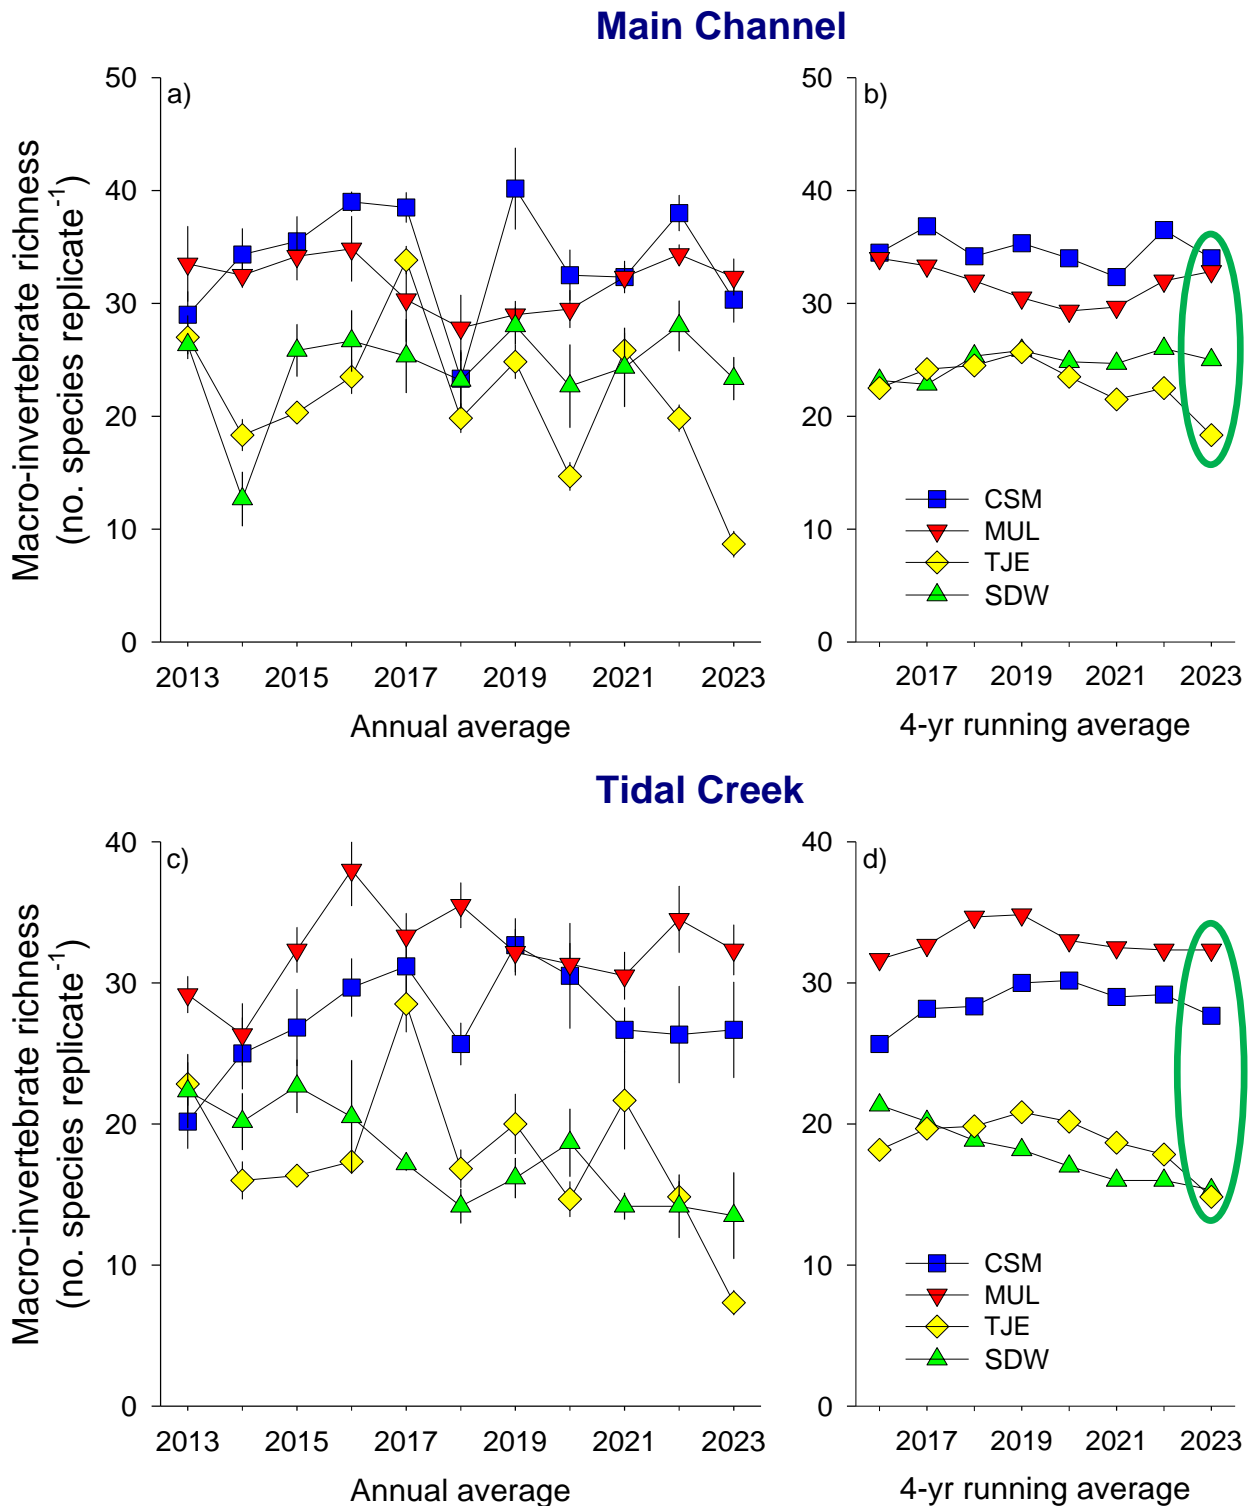 Main Channel
a)
50
40
30
20
10
0
Macro-invertebrate richness
(no. species replicate⁻¹)
2013 2015 2017 2019 2021 2023
Annual average
b)
50
40
30
20
10
0
CSM
MUL
TJE
SDW
2017 2019 2021 2023
4-yr running average
Tidal Creek
c)
40
30
20
10
0
Macro-invertebrate richness
(no. species replicate⁻¹)
2013 2015 2017 2019 2021 2023
Annual average
d)
40
30
20
10
0
CSM
MUL
TJE
SDW
2017 2019 2021 2023
4-yr running average